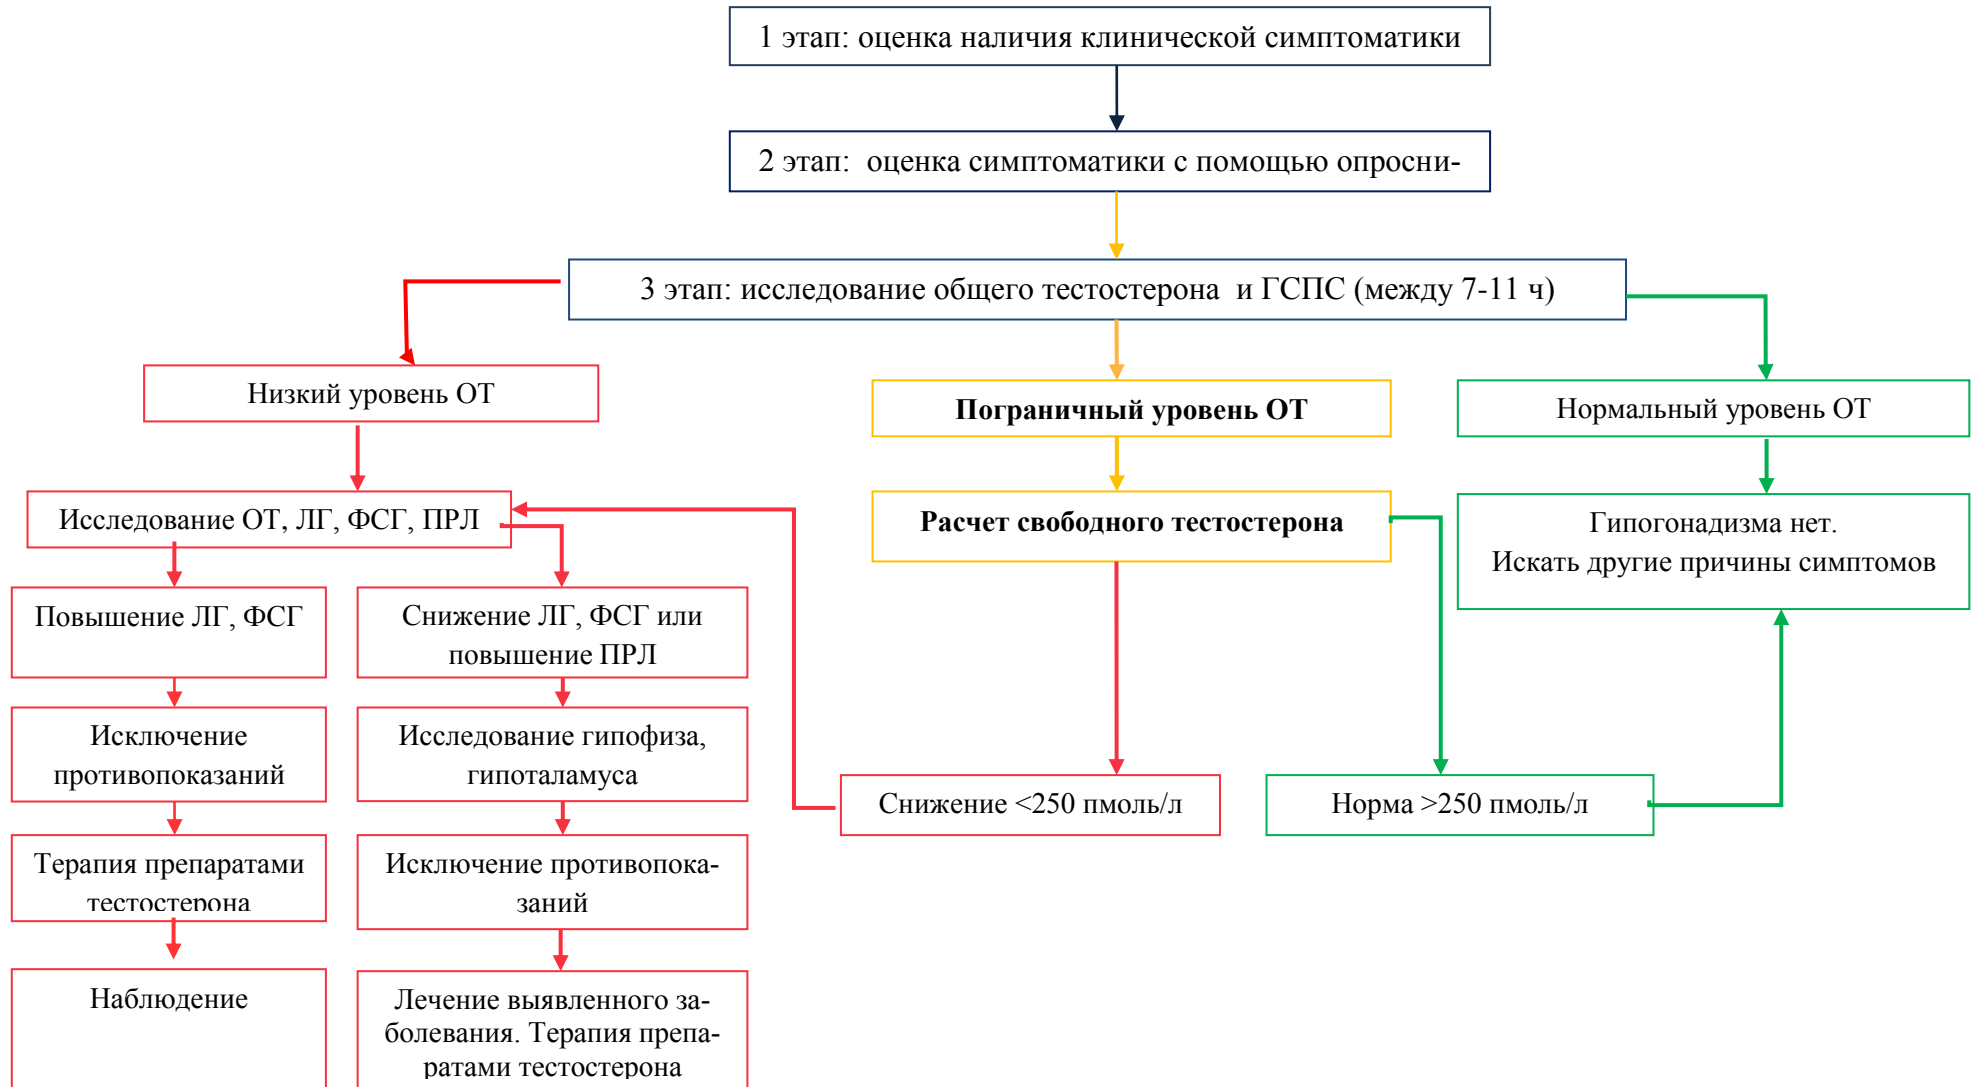 1 этап: оценка наличия клинической симптоматики
2 этап: оценка симптоматики с помощью опросни-
3 этап: исследование общего тестостерона и ГСПС (между 7-11 ч)
Низкий уровень ОТ
Пограничный уровень ОТ
Нормальный уровень ОТ
Исследование ОТ, ЛГ, ФСГ, ПРЛ
Расчет свободного тестостерона
Гипогонадизма нет.
Искать другие причины симптомов
Повышение ЛГ, ФСГ
Снижение ЛГ, ФСГ или
повышение ПРЛ
Исключение
противопоказаний
Исследование гипофиза,
гипоталамуса
Снижение <250 пмоль/л
Норма >250 пмоль/л
Терапия препаратами
тестостерона
Исключение противопока-
заний
Наблюдение
Лечение выявленного за-
болевания. Терапия препа-
ратами тестостерона